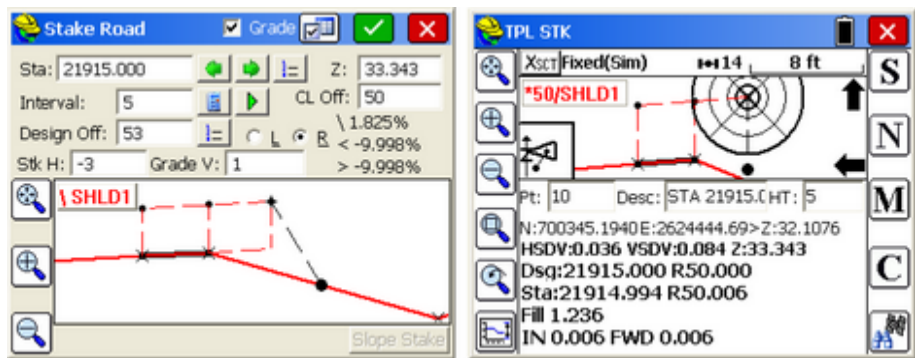 Stake Road Grade
Sta: 21915.000 Z: 33.343
Interval: 5 CL Off: 50
Design Off: 53 L R
\ 1.825%
< -9.998%
> -9.998%
Stk H: -3 Grade V: 1
\ SHLD1
Slope Stake
TPL STK
XSCT Fixed(Sim) 14 8 ft
*50/SHLD1
Pt: 10 Desc: STA 21915.( HT: 5
N:700345.1940 E:2624444.69> Z:32.1076
HSDV:0.036 VSDV:0.084 Z:33.343
Dsg:21915.000 R50.000
Sta:21914.994 R50.006
Fill 1.236
IN 0.006 FWD 0.006
S
N
M
C